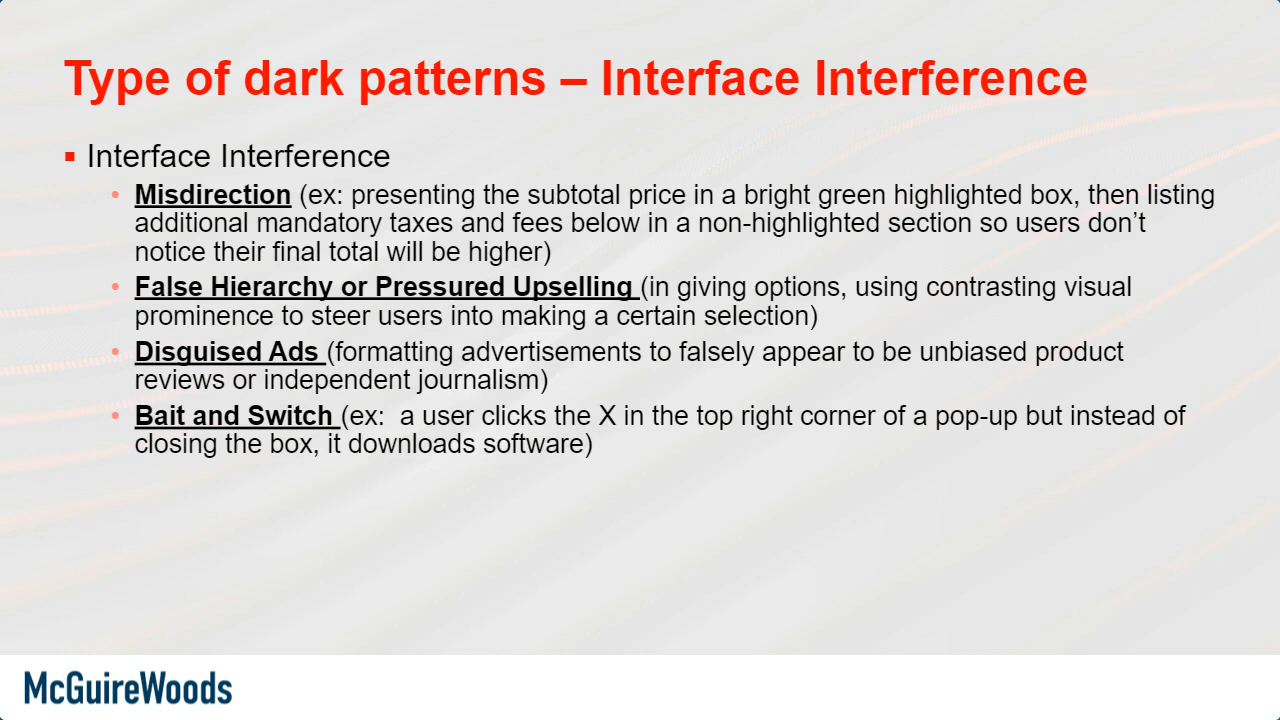 Type of dark patterns – Interface Interference
▪ Interface Interference
• Misdirection (ex: presenting the subtotal price in a bright green highlighted box, then listing
additional mandatory taxes and fees below in a non-highlighted section so users don’t
notice their final total will be higher)
• False Hierarchy or Pressured Upselling (in giving options, using contrasting visual
prominence to steer users into making a certain selection)
• Disguised Ads (formatting advertisements to falsely appear to be unbiased product
reviews or independent journalism)
• Bait and Switch (ex:  a user clicks the X in the top right corner of a pop-up but instead of
closing the box, it downloads software)
McGuireWoods